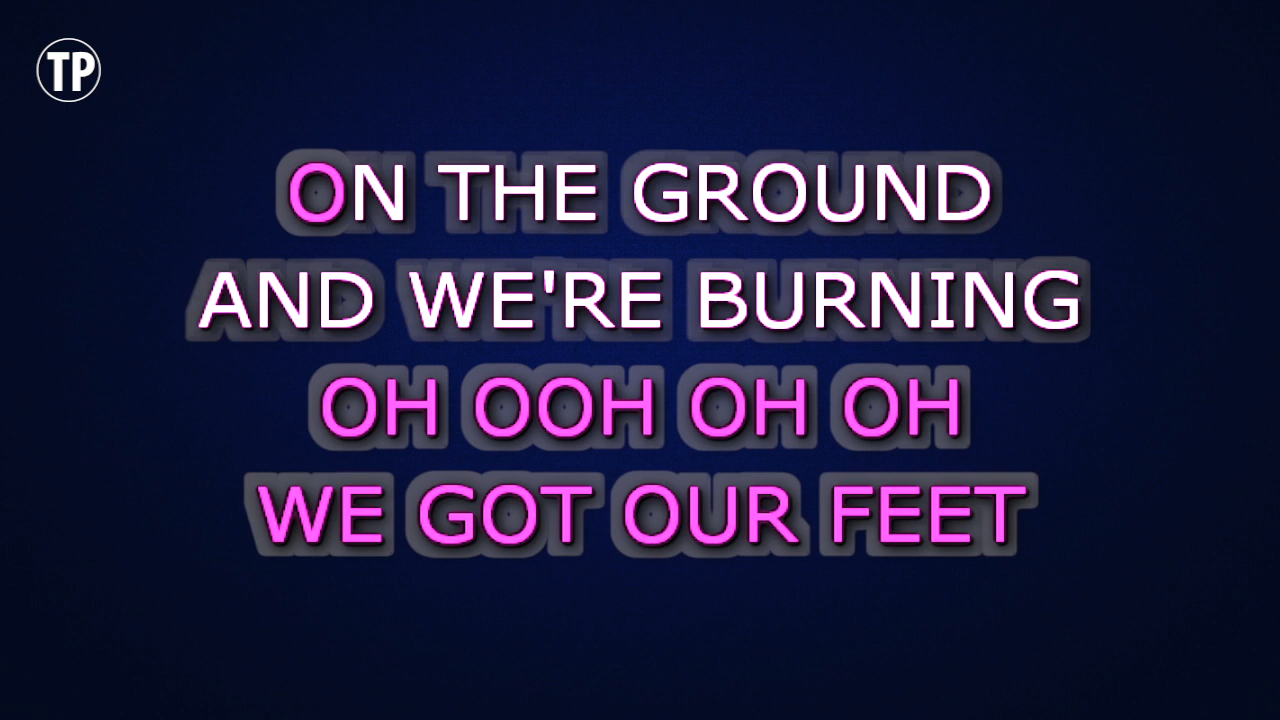 TP
ON THE GROUND
AND WE'RE BURNING
OH OOH OH OH
WE GOT OUR FEET